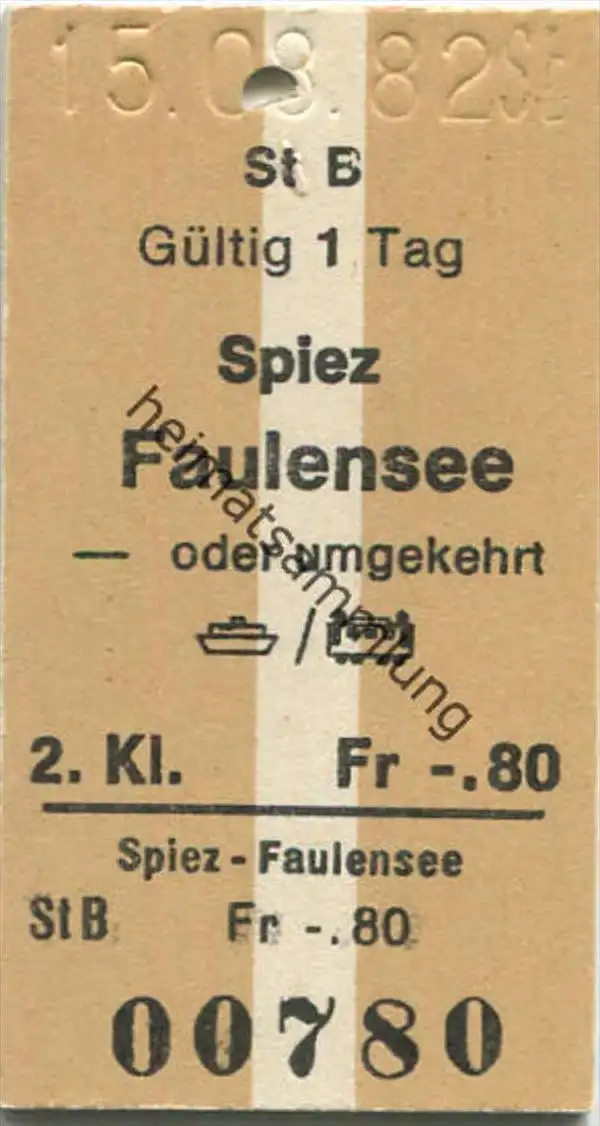 15.08.82
St B
Gültig 1 Tag
Spiez
Faulensee
— oder umgekehrt
/
2. Kl. Fr -.80
Spiez - Faulensee
St B Fr -.80
00780
heimatsammlung